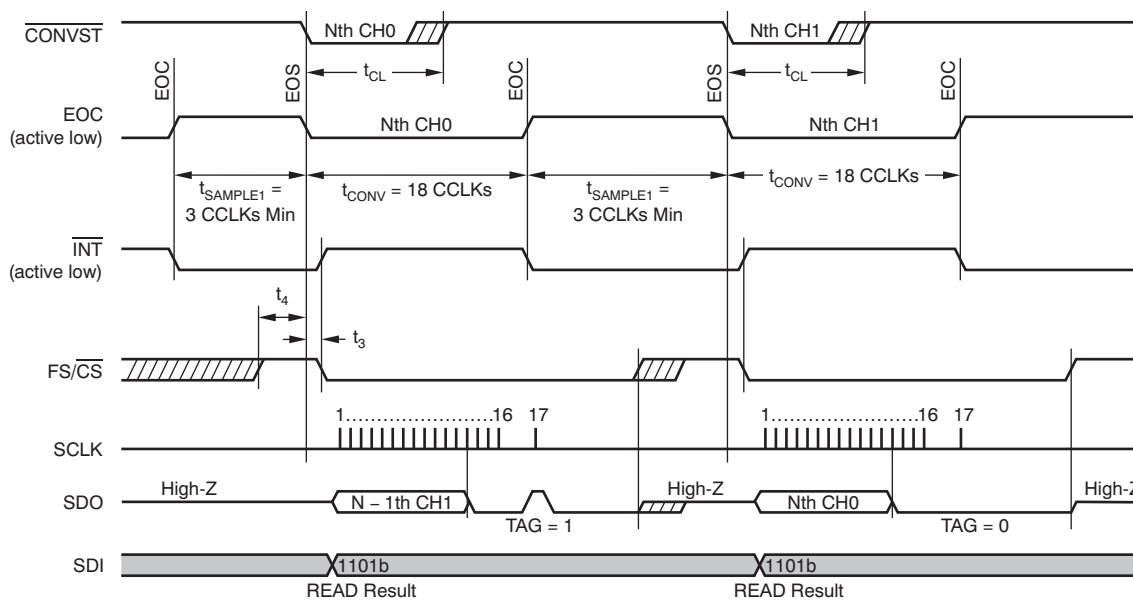 CONVST
Nth CH0
Nth CH1
tCL
tCL
EOC
EOS
EOC
EOS
EOC
EOC
(active low)
Nth CH0
Nth CH1
tSAMPLE1 =
3 CCLKs Min
tCONV = 18 CCLKs
tSAMPLE1 =
3 CCLKs Min
tCONV = 18 CCLKs
INT
(active low)
t4
t3
FS/CS
1......................16 17
1......................16 17
SCLK
SDO
High-Z
N – 1th CH1
TAG = 1
High-Z
Nth CH0
TAG = 0
High-Z
SDI
1101b
1101b
READ Result
READ Result